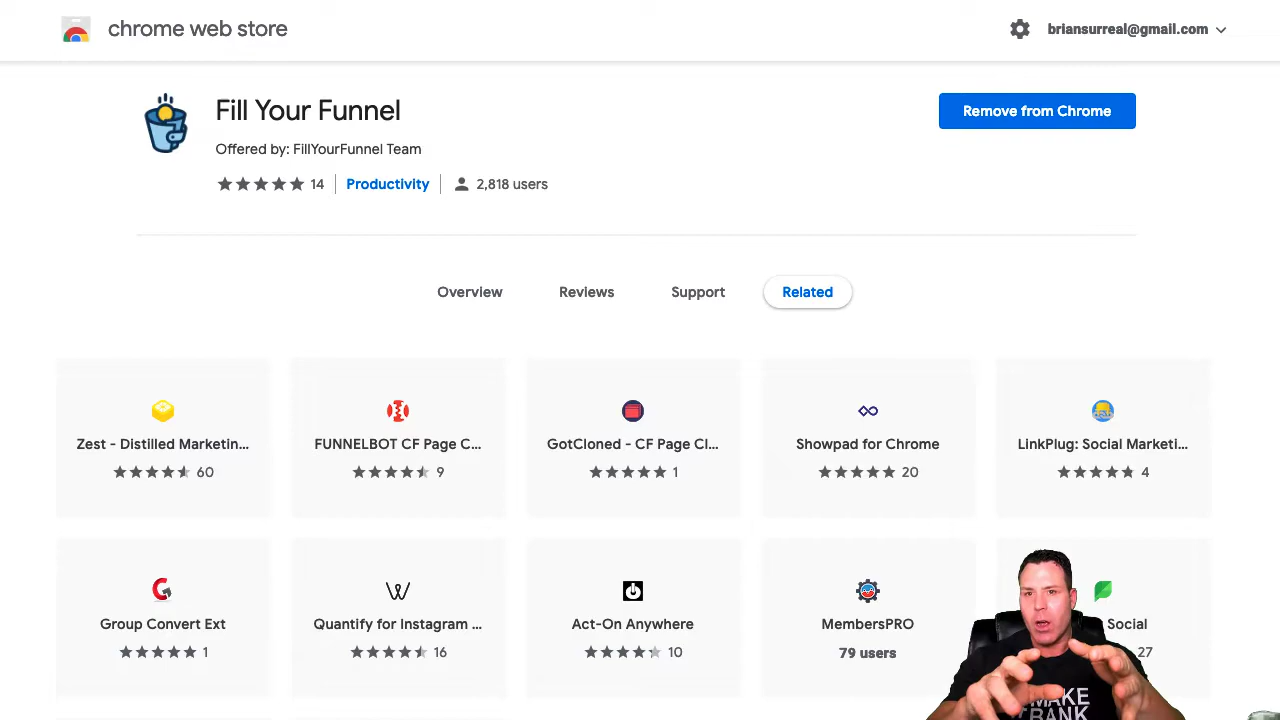 chrome web store
briansurreal@gmail.com
Fill Your Funnel
Remove from Chrome
Offered by: FillYourFunnel Team
14
Productivity
2,818 users
Overview
Reviews
Support
Related
Zest - Distilled Marketin...
FUNNELBOT CF Page C...
GotCloned - CF Page Cl...
Showpad for Chrome
LinkPlug: Social Marketi...
60
9
1
20
4
Group Convert Ext
Quantify for Instagram ...
Act-On Anywhere
MembersPRO
Social
1
16
10
79 users
27
MAKE
BANK